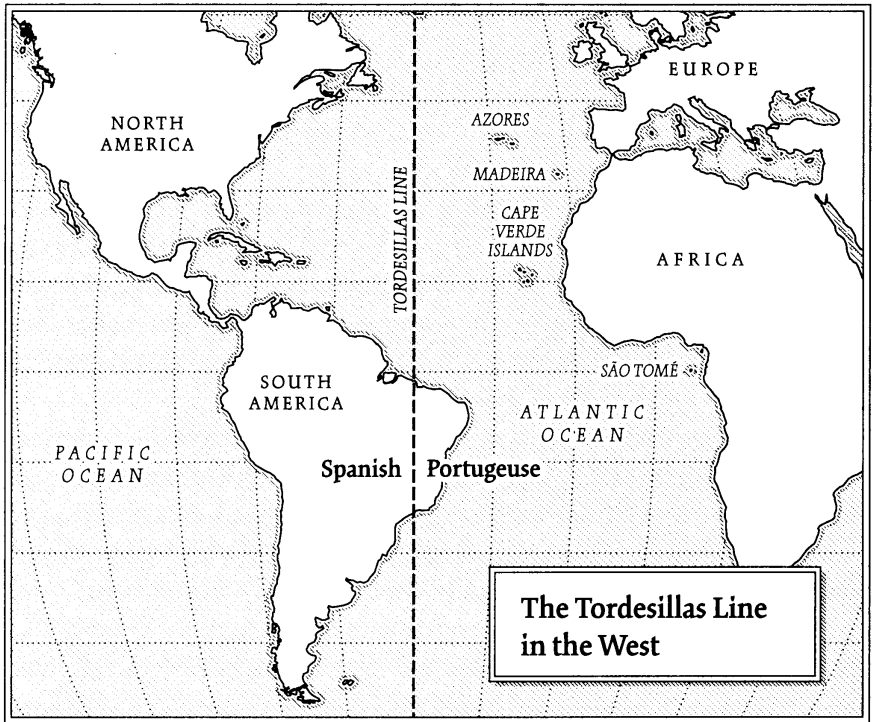 EUROPE
NORTH
AMERICA
AZORES
MADEIRA
TORDESILLAS LINE
CAPE
VERDE
ISLANDS
AFRICA
SÃO TOMÉ
SOUTH
AMERICA
ATLANTIC
OCEAN
PACIFIC
OCEAN
Spanish
Portugeuse
The Tordesillas Line
in the West